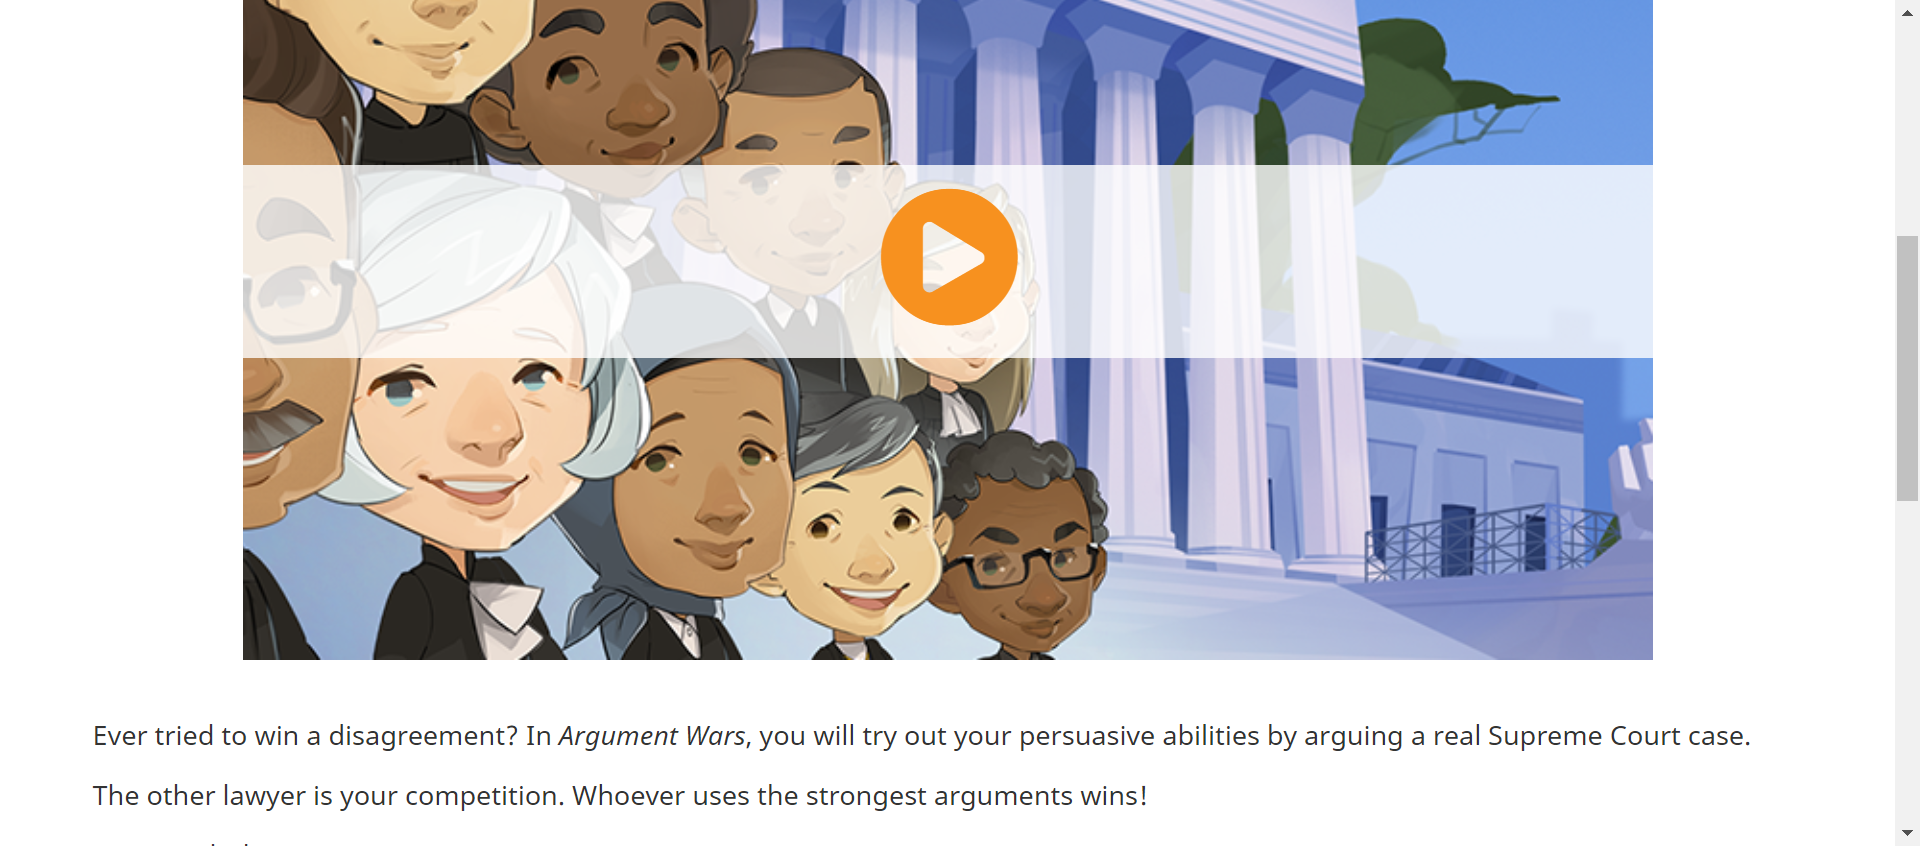 Ever tried to win a disagreement? In Argument Wars, you will try out your persuasive abilities by arguing a real Supreme Court case.
The other lawyer is your competition. Whoever uses the strongest arguments wins!